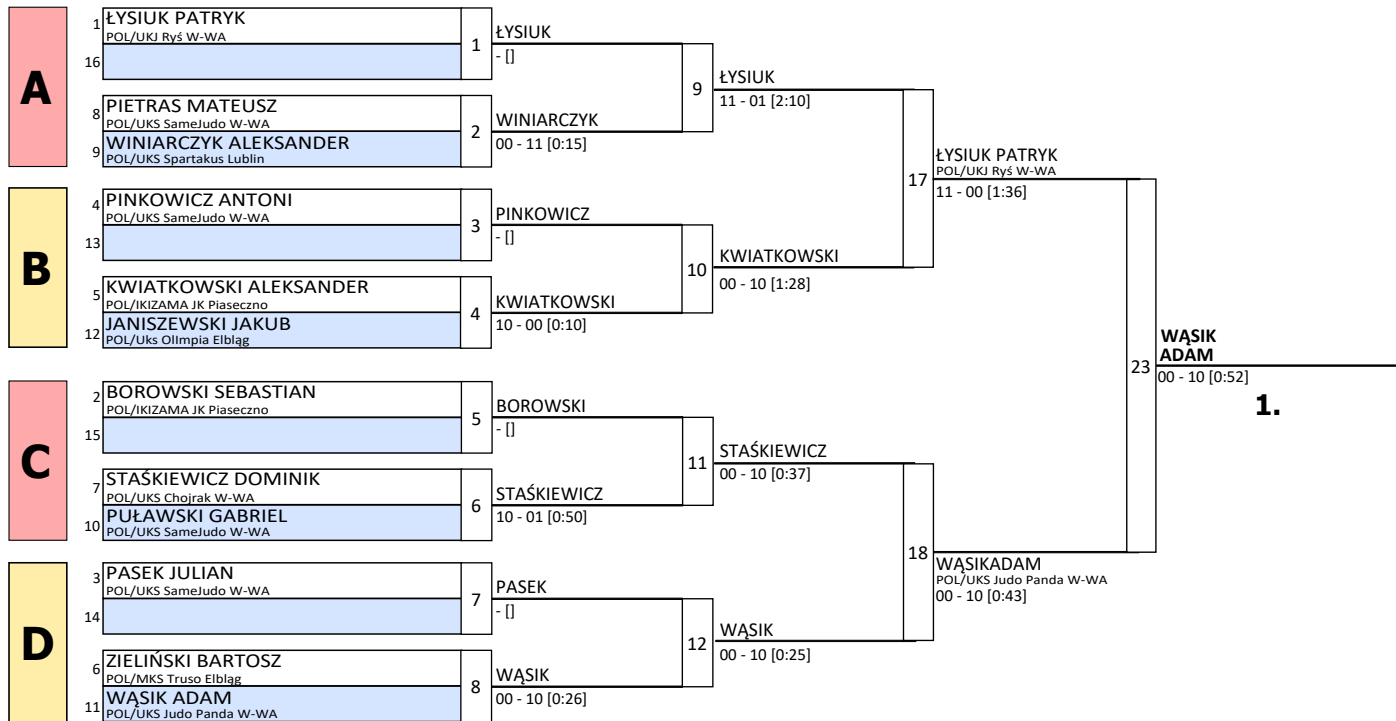 A
1 ŁYSIUK PATRYK
POL/UKJ Ryś W-WA
16
1
ŁYSIUK
- []
8 PIETRAS MATEUSZ
POL/UKS SameJudo W-WA
9 WINIARCZYK ALEKSANDER
POL/UKS Spartakus Lublin
2
WINIARCZYK
00 - 11 [0:15]
9
ŁYSIUK
11 - 01 [2:10]
B
4 PINKOWICZ ANTONI
POL/UKS SameJudo W-WA
13
3
PINKOWICZ
- []
5 KWIATKOWSKI ALEKSANDER
POL/IKIZAMA JK Piaseczno
12 JANISZEWSKI JAKUB
POL/Uks OlImpia Elbląg
4
KWIATKOWSKI
10 - 00 [0:10]
10
KWIATKOWSKI
00 - 10 [1:28]
17
ŁYSIUK PATRYK
POL/UKJ Ryś W-WA
11 - 00 [1:36]
C
2 BOROWSKI SEBASTIAN
POL/IKIZAMA JK Piaseczno
15
5
BOROWSKI
- []
7 STAŚKIEWICZ DOMINIK
POL/UKS Chojrak W-WA
10 PUŁAWSKI GABRIEL
POL/UKS SameJudo W-WA
6
STAŚKIEWICZ
10 - 01 [0:50]
11
STAŚKIEWICZ
00 - 10 [0:37]
D
3 PASEK JULIAN
POL/UKS SameJudo W-WA
14
7
PASEK
- []
6 ZIELIŃSKI BARTOSZ
POL/MKS Truso Elbląg
11 WĄSIK ADAM
POL/UKS Judo Panda W-WA
8
WĄSIK
00 - 10 [0:26]
12
WĄSIK
00 - 10 [0:25]
18
WĄSIKADAM
POL/UKS Judo Panda W-WA
00 - 10 [0:43]
23
WĄSIK
ADAM
00 - 10 [0:52]
1.